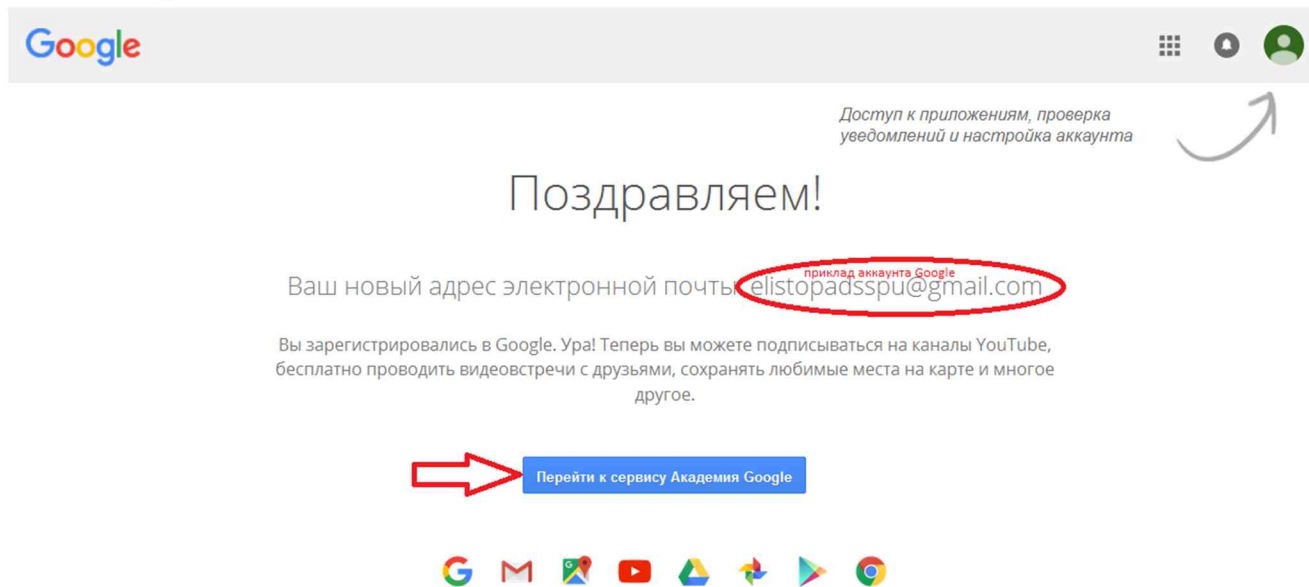 Google
Доступ к приложениям, проверка
уведомлений и настройка аккаунта
Поздравляем!
приклад аккаунта Google
Ваш новый адрес электронной почты elistopadsspu@gmail.com
Вы зарегистрировались в Google. Ура! Теперь вы можете подписываться на каналы YouTube,
бесплатно проводить видеовстречи с друзьями, сохранять любимые места на карте и многое
другое.
Перейти к сервису Академия Google